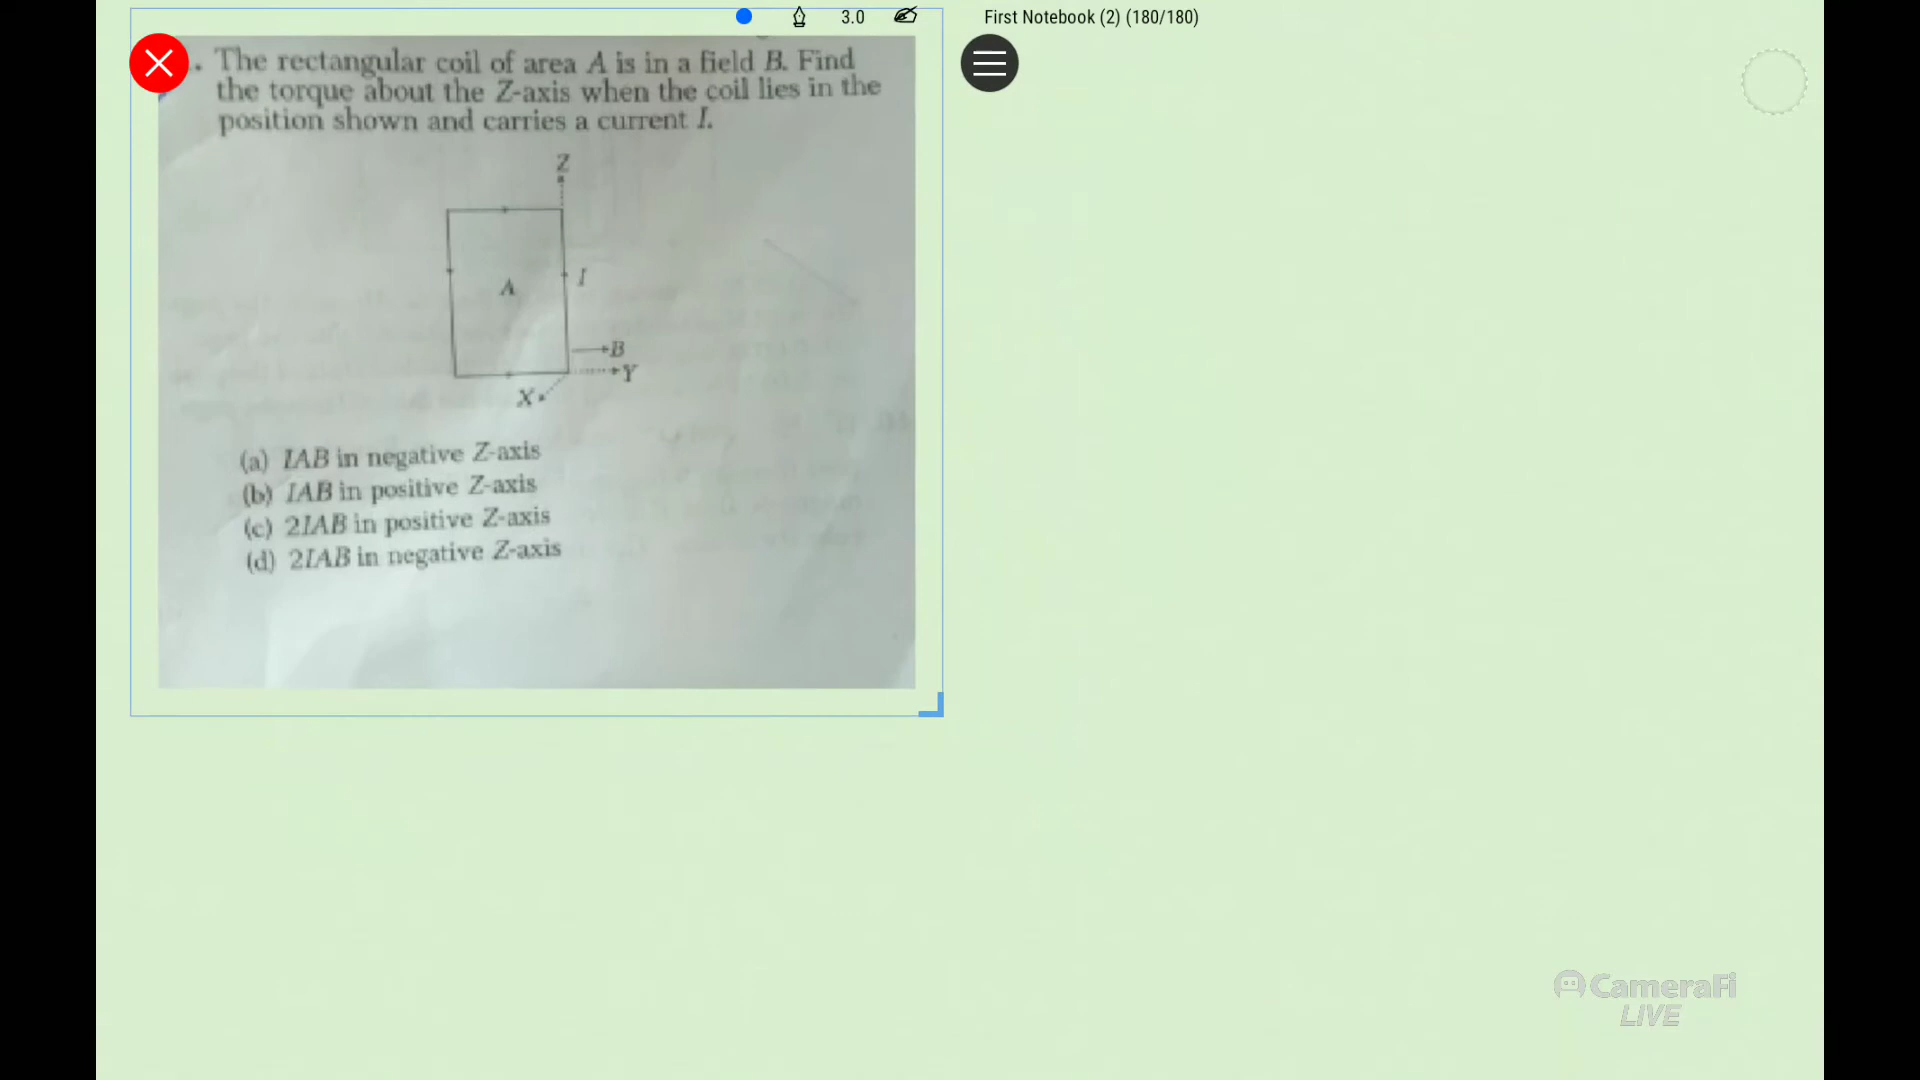 3.0
First Notebook (2) (180/180)
. The rectangular coil of area A is in a field B. Find
the torque about the Z-axis when the coil lies in the
position shown and carries a current I.
Z
A
I
B
Y
X
(a) IAB in negative Z-axis
(b) IAB in positive Z-axis
(c) 2IAB in positive Z-axis
(d) 2IAB in negative Z-axis
CameraFi
LIVE